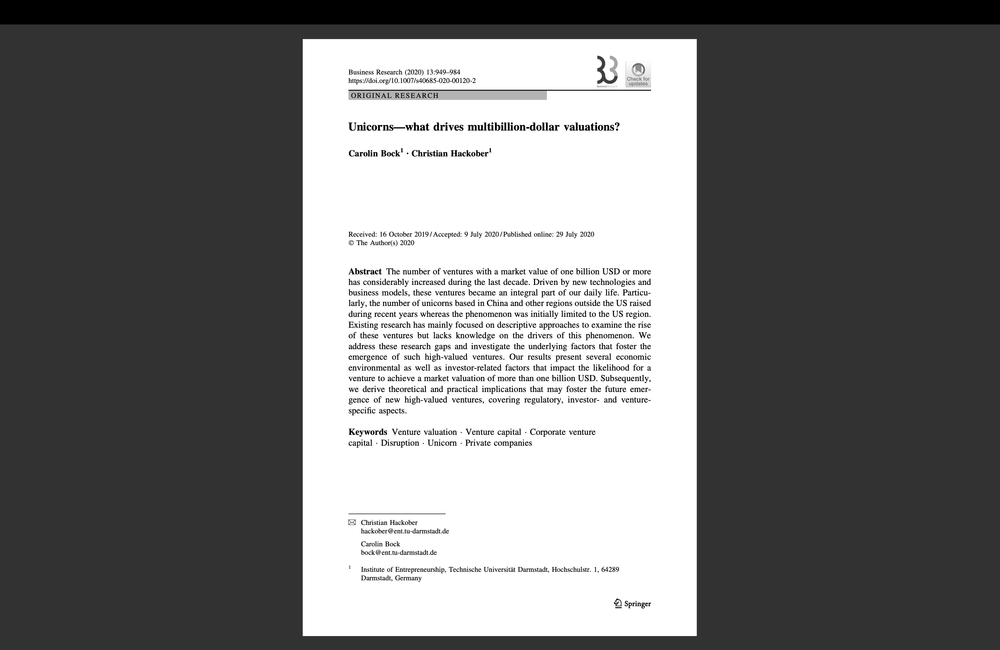 Business Research (2020) 13:949–984
https://doi.org/10.1007/s40685-020-00120-2
BusinessResearch
Check for
updates
ORIGINAL RESEARCH
Unicorns—what drives multibillion-dollar valuations?
Carolin Bock1 · Christian Hackober1
Received: 16 October 2019 / Accepted: 9 July 2020 / Published online: 29 July 2020
© The Author(s) 2020
Abstract The number of ventures with a market value of one billion USD or more
has considerably increased during the last decade. Driven by new technologies and
business models, these ventures became an integral part of our daily life. Particu-
larly, the number of unicorns based in China and other regions outside the US raised
during recent years whereas the phenomenon was initially limited to the US region.
Existing research has mainly focused on descriptive approaches to examine the rise
of these ventures but lacks knowledge on the drivers of this phenomenon. We
address these research gaps and investigate the underlying factors that foster the
emergence of such high-valued ventures. Our results present several economic
environmental as well as investor-related factors that impact the likelihood for a
venture to achieve a market valuation of more than one billion USD. Subsequently,
we derive theoretical and practical implications that may foster the future emer-
gence of new high-valued ventures, covering regulatory, investor- and venture-
specific aspects.
Keywords Venture valuation · Venture capital · Corporate venture
capital · Disruption · Unicorn · Private companies
Christian Hackober
hackober@ent.tu-darmstadt.de
Carolin Bock
bock@ent.tu-darmstadt.de
1 Institute of Entrepreneurship, Technische Universität Darmstadt, Hochschulstr. 1, 64289
Darmstadt, Germany
Springer